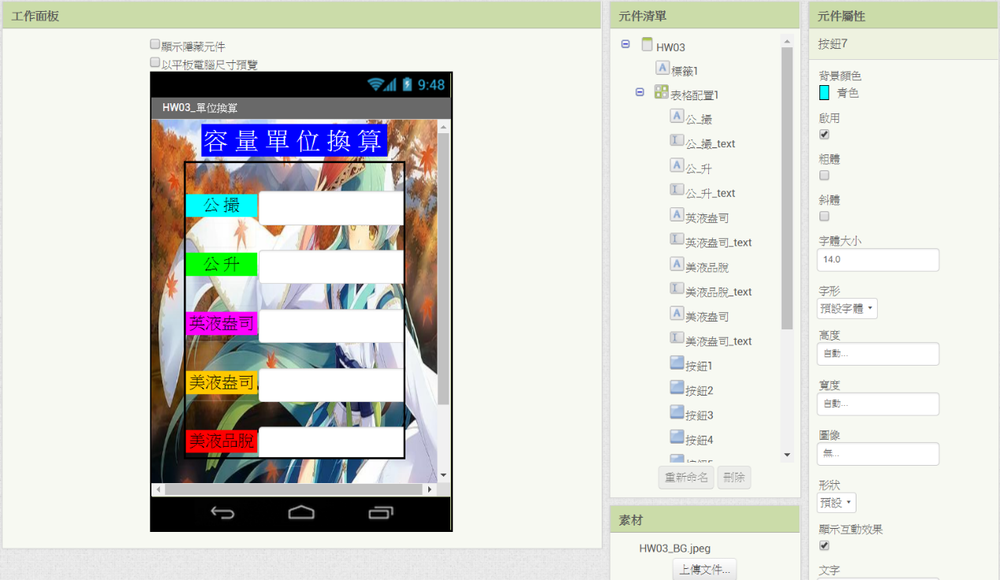 工作面板
顯示隱藏元件
以平板電腦尺寸預覽
9:48
HW03_單位換算
容量單位換算
公撮
公升
英液盎司
美液盎司
美液品脫
元件清單
HW03
標籤1
表格配置1
公_撮
公_撮_text
公_升
公_升_text
英液盎司
英液盎司_text
美液品脫
美液品脫_text
美液盎司
美液盎司_text
按鈕1
按鈕2
按鈕3
按鈕4
重新命名 刪除
素材
HW03_BG.jpeg
上傳文件...
元件屬性
按鈕7
背景顏色
青色
啟用
粗體
斜體
字體大小
14.0
字形
預設字體
高度
自動...
寬度
自動...
圖像
無...
形狀
預設
顯示互動效果
文字